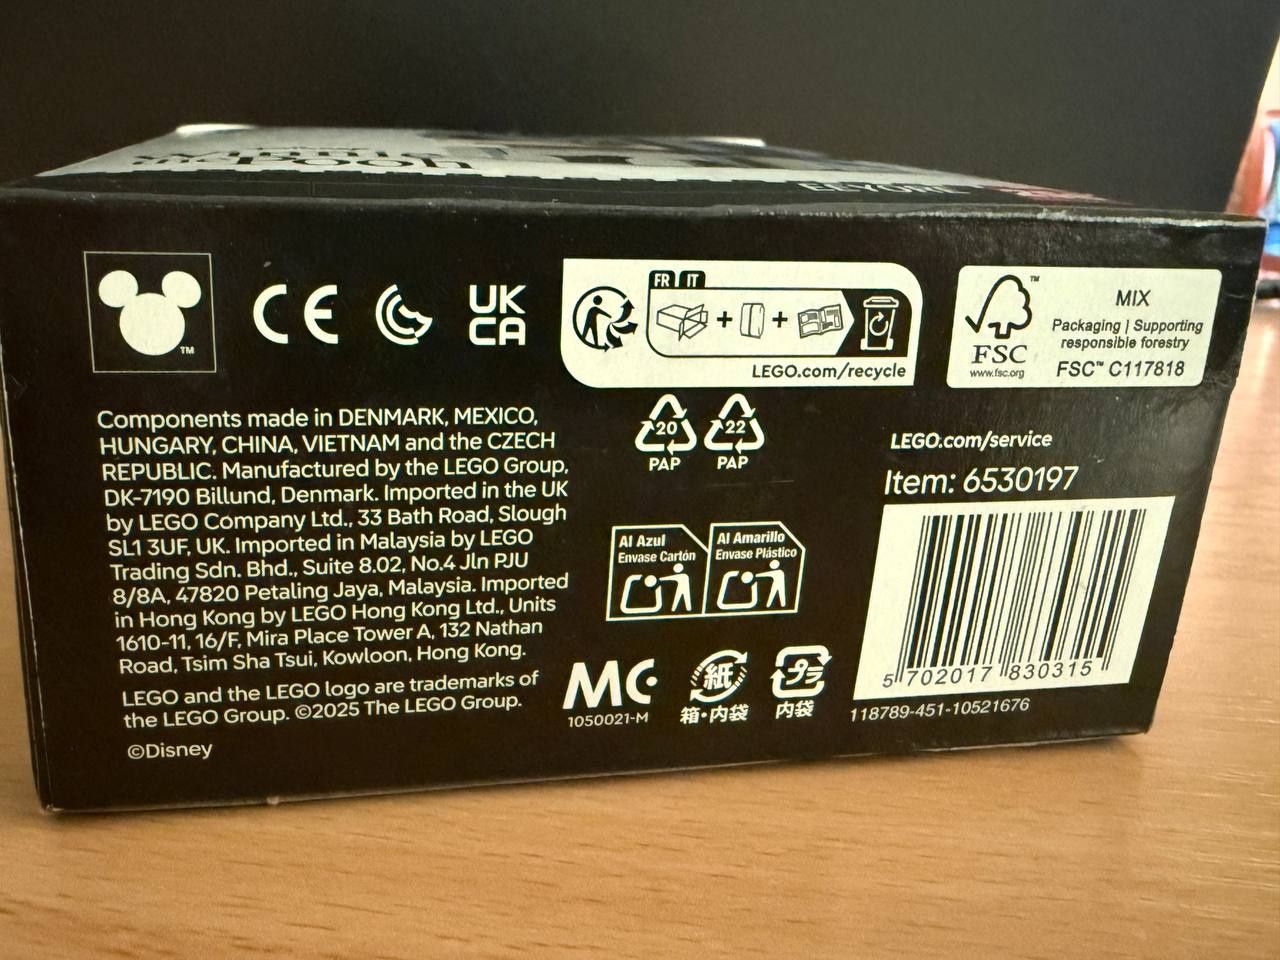 Winnie
the Pooh
EEYORE
TM
CE
UK
CA
FR IT
+ +
LEGO.com/recycle
TM
FSC
www.fsc.org
MIX
Packaging | Supporting
responsible forestry
FSC™ C117818
Components made in DENMARK, MEXICO,
HUNGARY, CHINA, VIETNAM and the CZECH
REPUBLIC. Manufactured by the LEGO Group,
DK-7190 Billund, Denmark. Imported in the UK
by LEGO Company Ltd., 33 Bath Road, Slough
SL1 3UF, UK. Imported in Malaysia by LEGO
Trading Sdn. Bhd., Suite 8.02, No.4 Jln PJU
8/8A, 47820 Petaling Jaya, Malaysia. Imported
in Hong Kong by LEGO Hong Kong Ltd., Units
1610-11, 16/F, Mira Place Tower A, 132 Nathan
Road, Tsim Sha Tsui, Kowloon, Hong Kong.
LEGO and the LEGO logo are trademarks of
the LEGO Group. ©2025 The LEGO Group.
©Disney
20 22
PAP PAP
Al Azul
Envase Cartón
Al Amarillo
Envase Plástico
MC
1050021-M
紙
箱・内袋
プラ
内袋
LEGO.com/service
Item: 6530197
5 702017 830315
118789-451-10521676